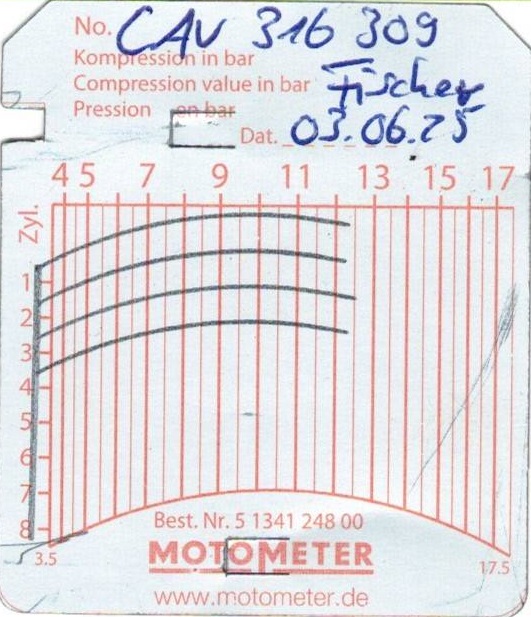 No. CAV 316 309
Kompression in bar
Compression value in bar Fischer
Pression en bar
Dat. 03.06.25
4 5 7 9 11 13 15 17
Zyl.
1
2
3
4
5
6
7
8
3.5 17.5
Best. Nr. 5 1341 248 00
MOTOMETER
www.motometer.de